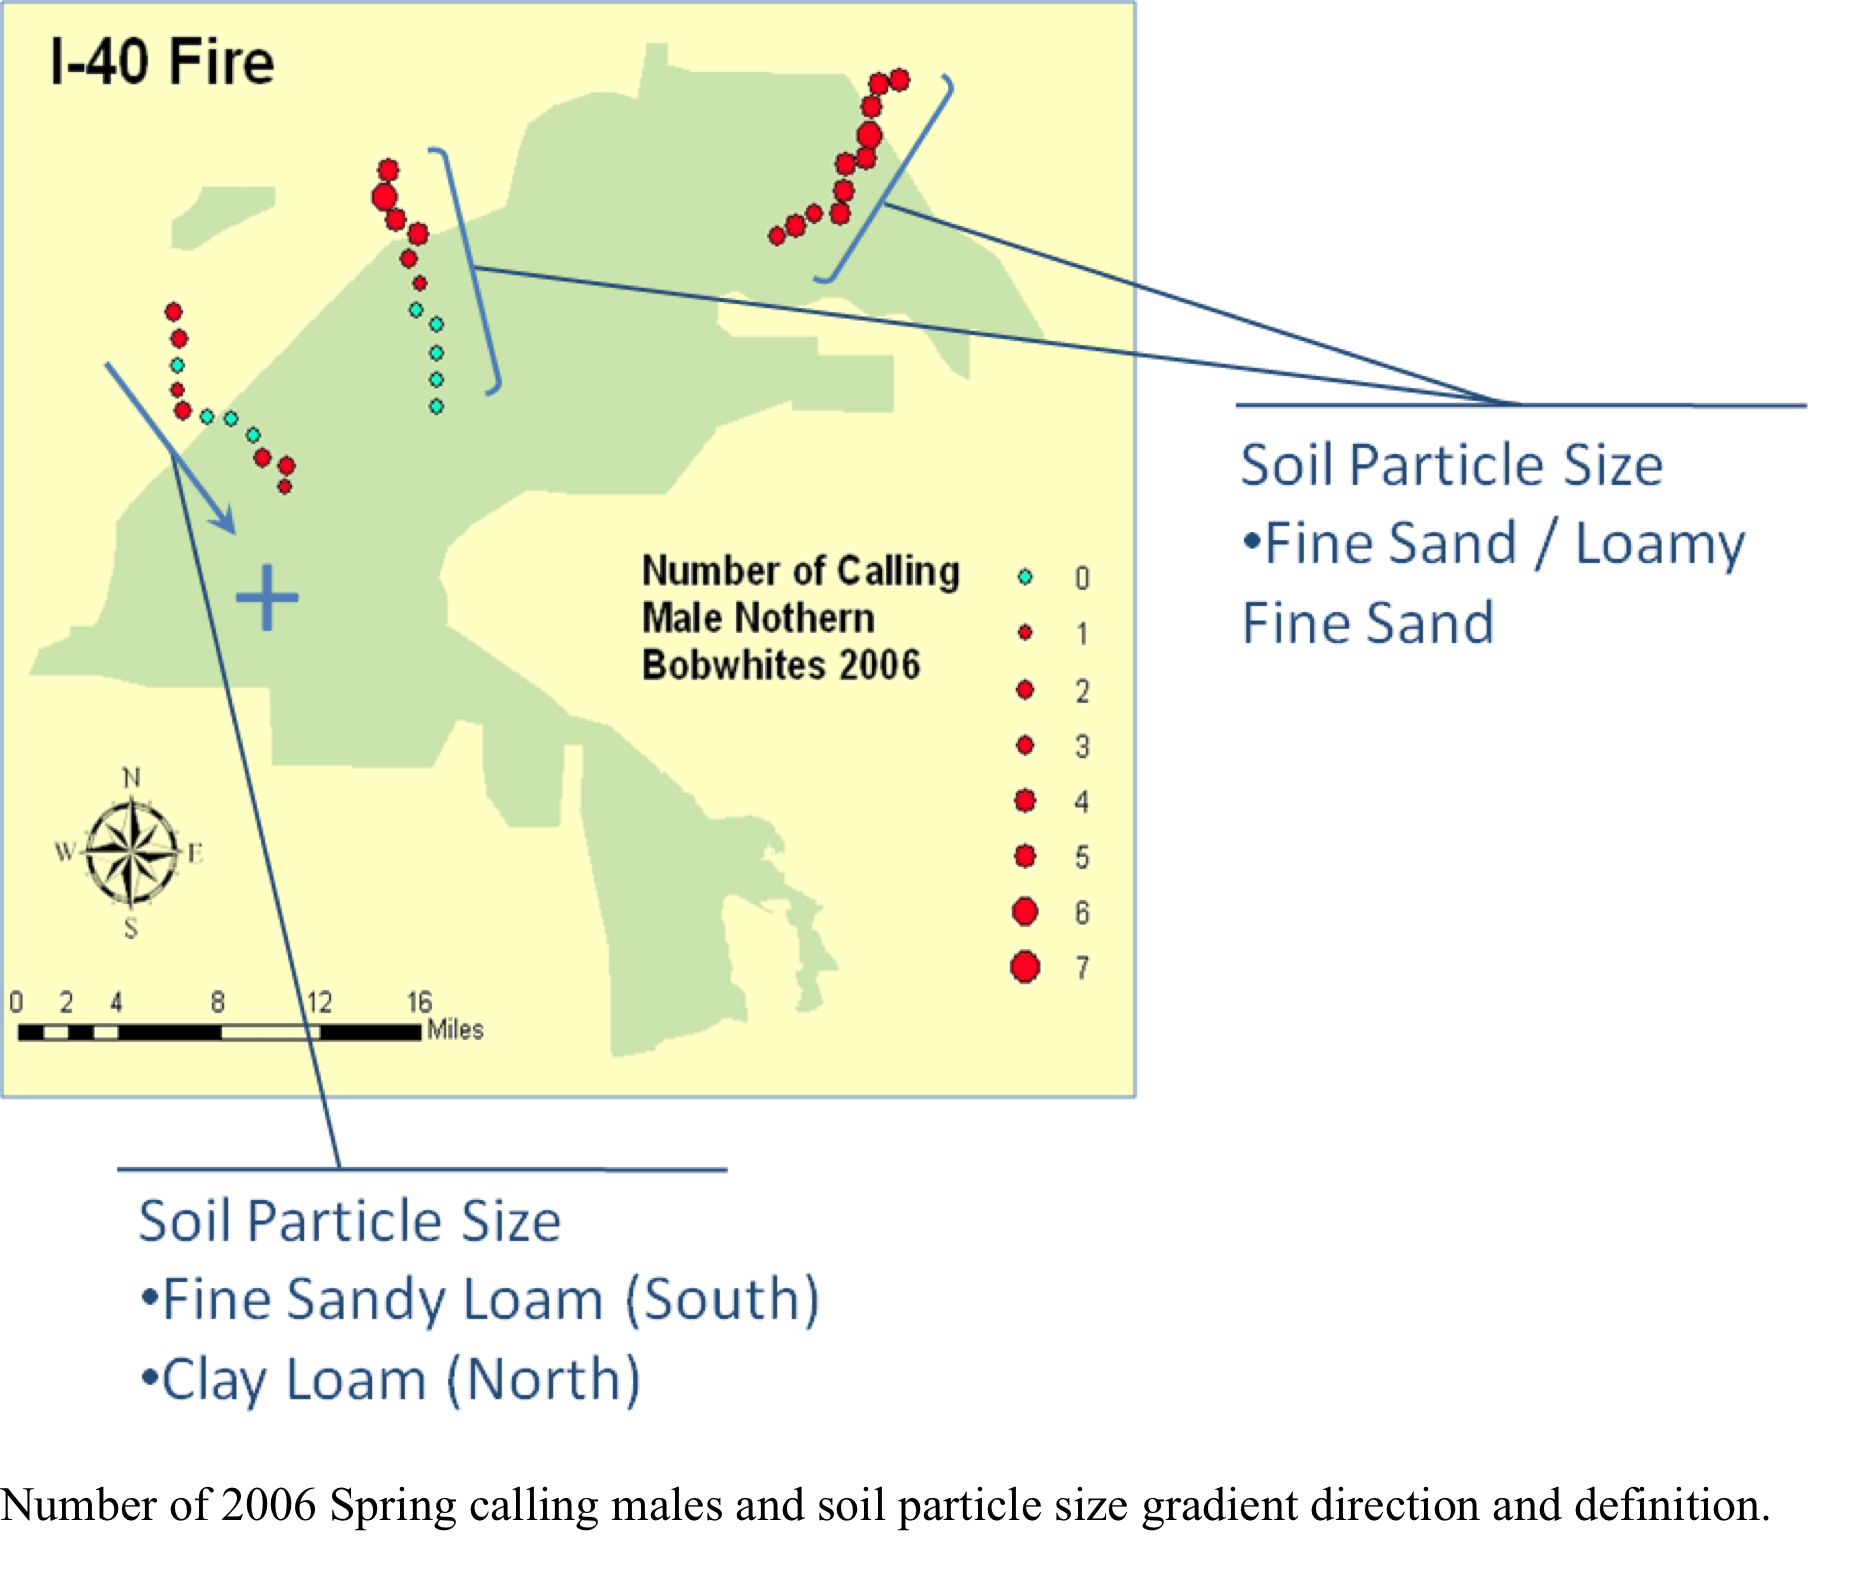 I-40 Fire
Number of Calling
Male Nothern
Bobwhites 2006
0
1
2
3
4
5
6
7
N
W
E
S
0 2 4 8 12 16
Miles
Soil Particle Size
•Fine Sand / Loamy
Fine Sand
Soil Particle Size
•Fine Sandy Loam (South)
•Clay Loam (North)
Number of 2006 Spring calling males and soil particle size gradient direction and definition.